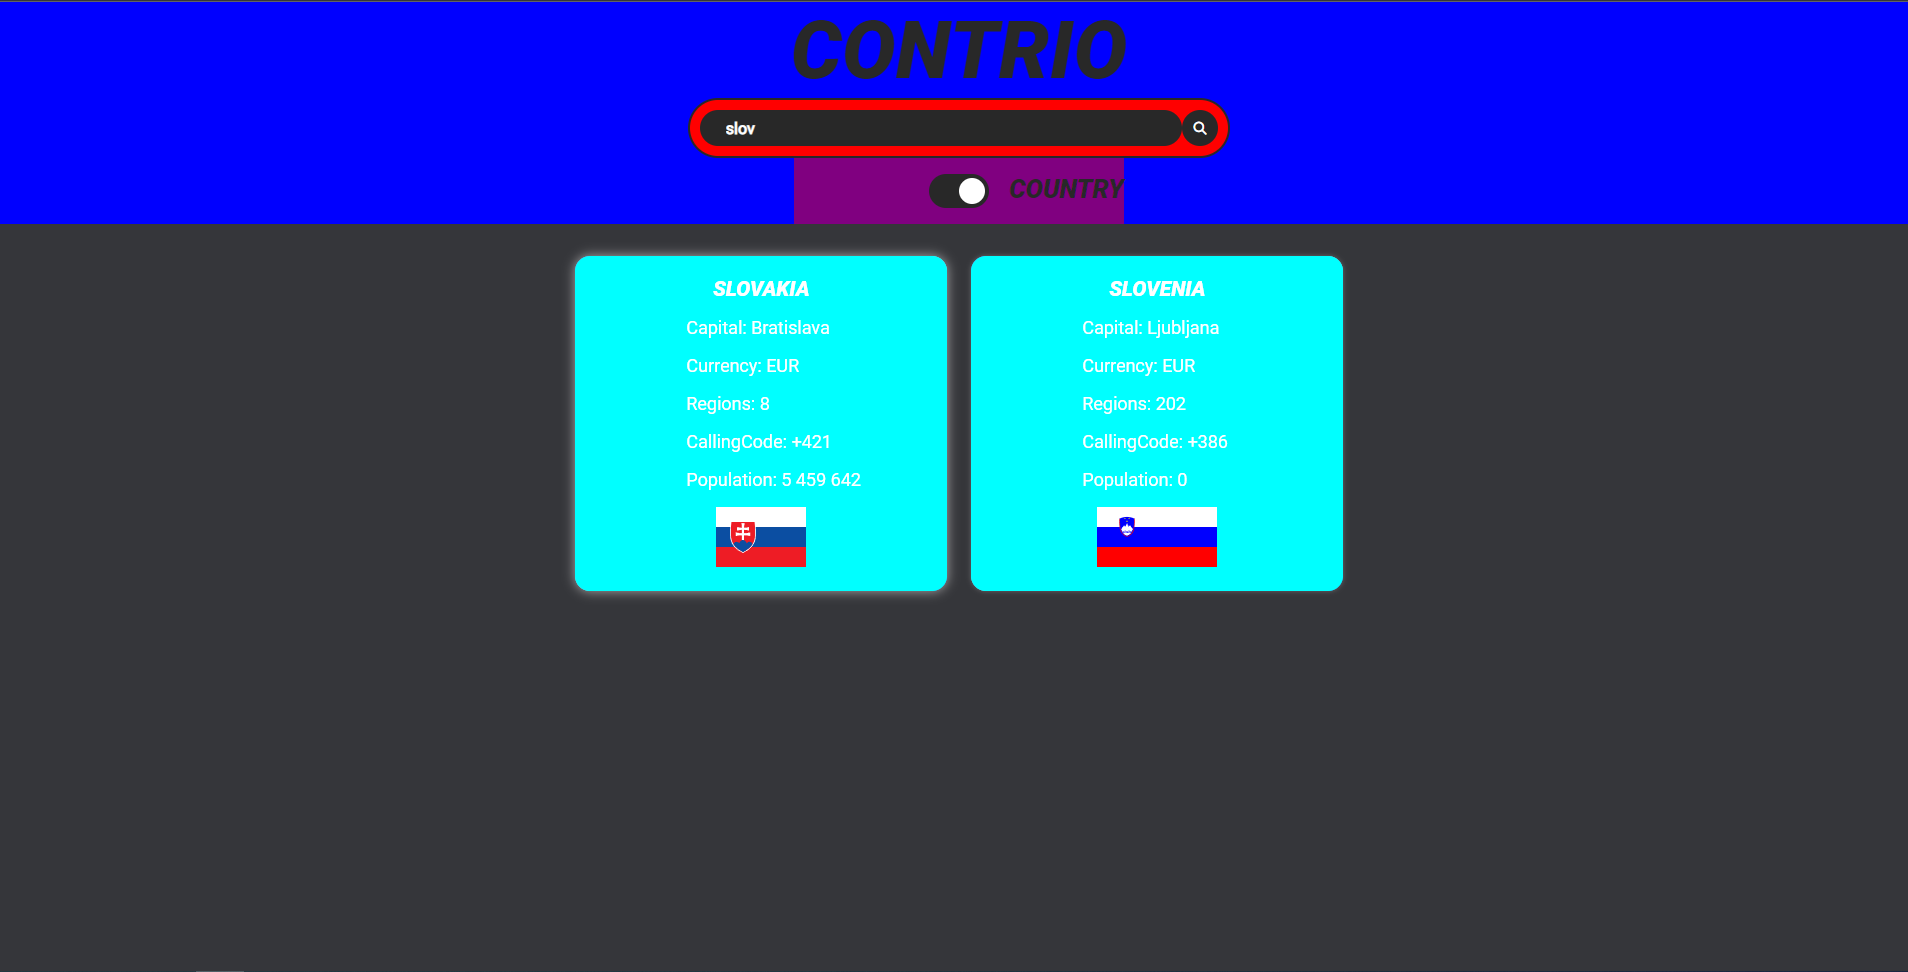 CONTRIO
slov
COUNTRY
SLOVAKIA
Capital: Bratislava
Currency: EUR
Regions: 8
CallingCode: +421
Population: 5 459 642
SLOVENIA
Capital: Ljubljana
Currency: EUR
Regions: 202
CallingCode: +386
Population: 0